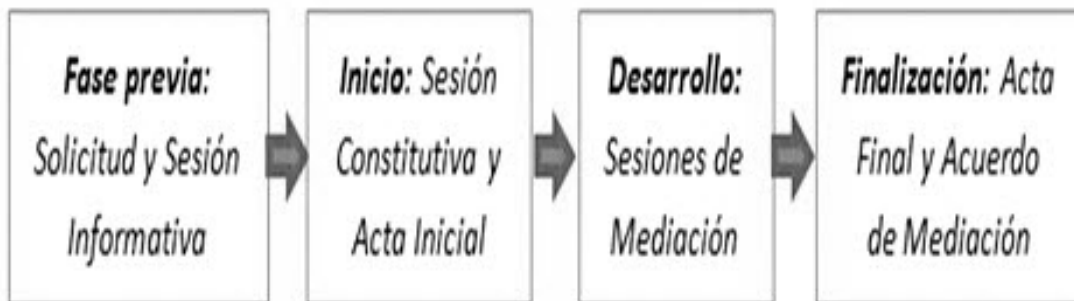 Fase previa:
Solicitud y Sesión
Informativa
Inicio: Sesión
Constitutiva y
Acta Inicial
Desarrollo:
Sesiones de
Mediación
Finalización: Acta
Final y Acuerdo
de Mediación